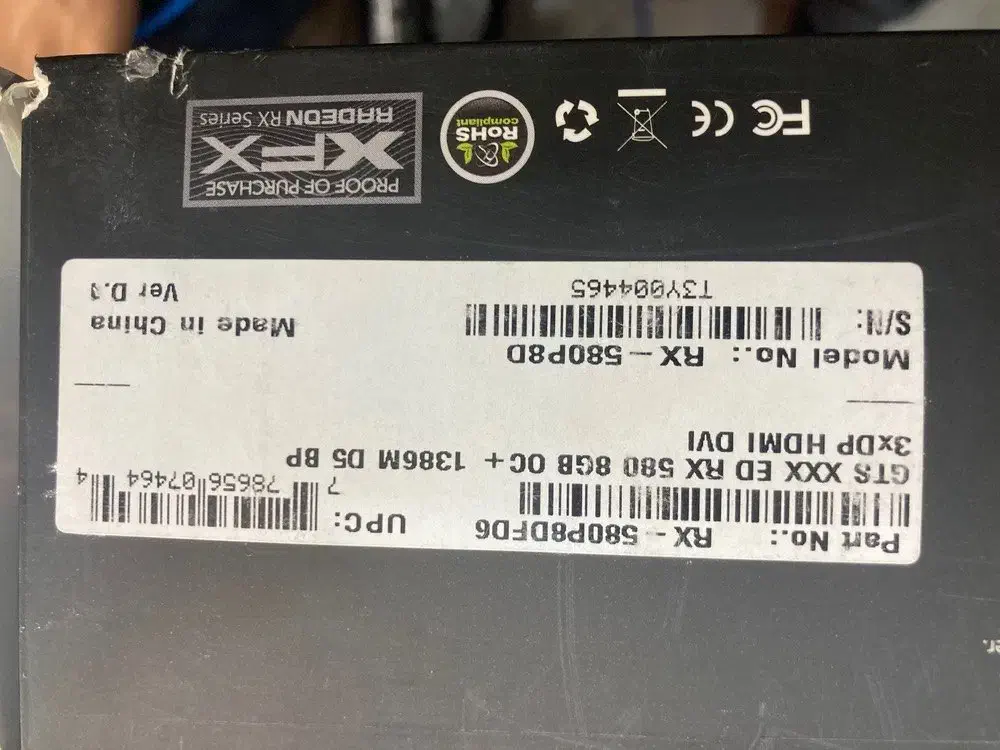 Part No.: RX - 580P8DFD6
UPC:
7 78656 07464 4
GTS XXX ED RX 580 8GB OC+ 1386M D5 BP
3xDP HDMI DVI
Model No.: RX - 580P8D
S/N:
T3Y004465
Made in China
Ver
FC CE
RoHS
compliant
PROOF OF PURCHASE
XFX
RADEON RX Series